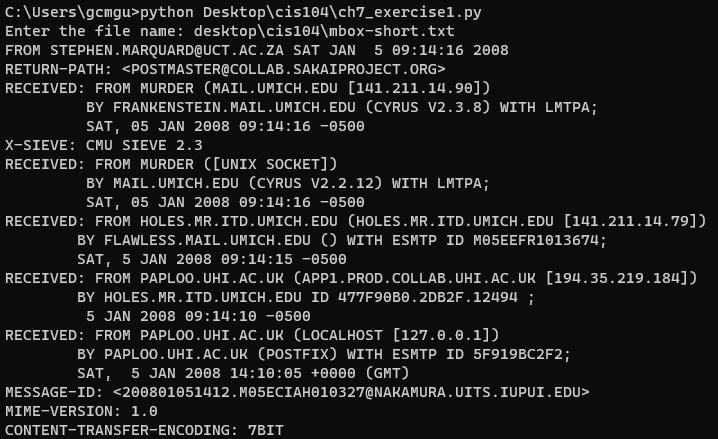 C:\Users\gcmgu>python Desktop\cis104\ch7_exercise1.py
Enter the file name: desktop\cis104\mbox-short.txt
FROM STEPHEN.MARQUARD@UCT.AC.ZA SAT JAN  5 09:14:16 2008
RETURN-PATH: <POSTMASTER@COLLAB.SAKAIPROJECT.ORG>
RECEIVED: FROM MURDER (MAIL.UMICH.EDU [141.211.14.90])
         BY FRANKENSTEIN.MAIL.UMICH.EDU (CYRUS V2.3.8) WITH LMTPA;
         SAT, 05 JAN 2008 09:14:16 -0500
X-SIEVE: CMU SIEVE 2.3
RECEIVED: FROM MURDER ([UNIX SOCKET])
         BY MAIL.UMICH.EDU (CYRUS V2.2.12) WITH LMTPA;
         SAT, 05 JAN 2008 09:14:16 -0500
RECEIVED: FROM HOLES.MR.ITD.UMICH.EDU (HOLES.MR.ITD.UMICH.EDU [141.211.14.79])
        BY FLAWLESS.MAIL.UMICH.EDU () WITH ESMTP ID M05EEFR1013674;
        SAT, 5 JAN 2008 09:14:15 -0500
RECEIVED: FROM PAPLOO.UHI.AC.UK (APP1.PROD.COLLAB.UHI.AC.UK [194.35.219.184])
        BY HOLES.MR.ITD.UMICH.EDU ID 477F90B0.2DB2F.12494 ;
         5 JAN 2008 09:14:10 -0500
RECEIVED: FROM PAPLOO.UHI.AC.UK (LOCALHOST [127.0.0.1])
        BY PAPLOO.UHI.AC.UK (POSTFIX) WITH ESMTP ID 5F919BC2F2;
        SAT,  5 JAN 2008 14:10:05 +0000 (GMT)
MESSAGE-ID: <200801051412.M05ECIAH010327@NAKAMURA.UITS.IUPUI.EDU>
MIME-VERSION: 1.0
CONTENT-TRANSFER-ENCODING: 7BIT